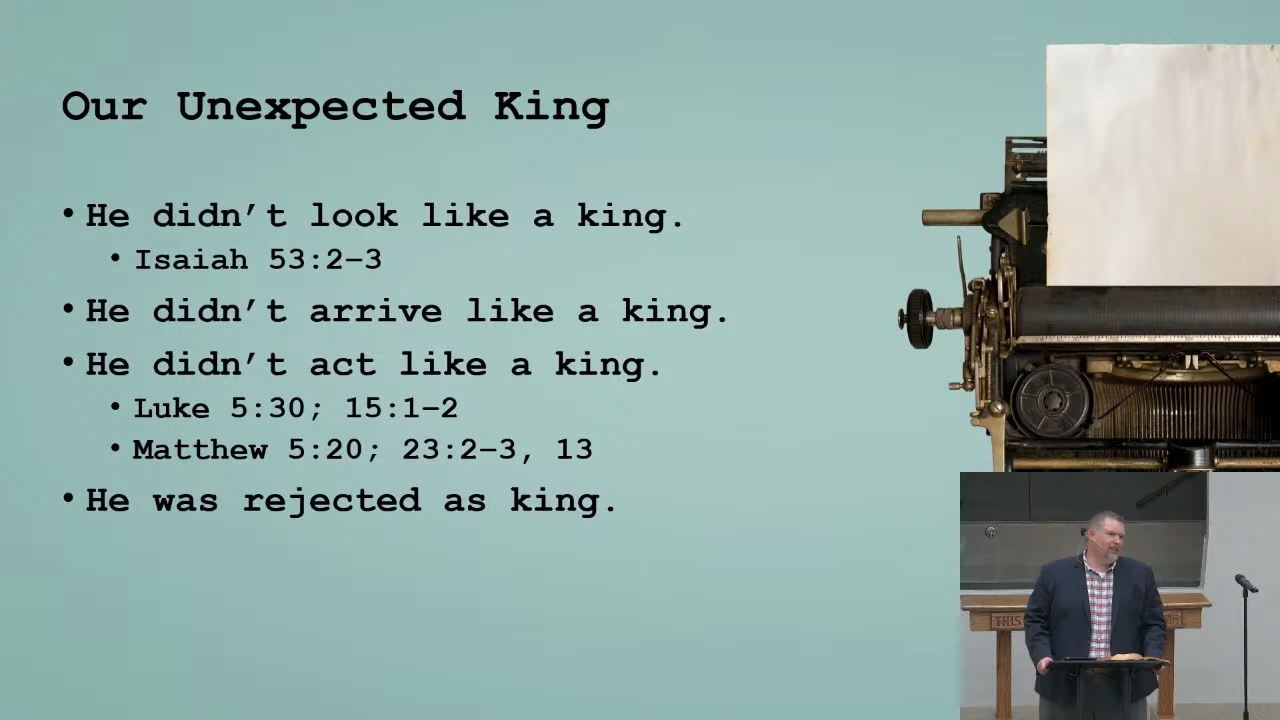 Our Unexpected King
• He didn’t look like a king.
• Isaiah 53:2–3
• He didn’t arrive like a king.
• He didn’t act like a king.
• Luke 5:30; 15:1–2
• Matthew 5:20; 23:2–3, 13
• He was rejected as king.
THIS